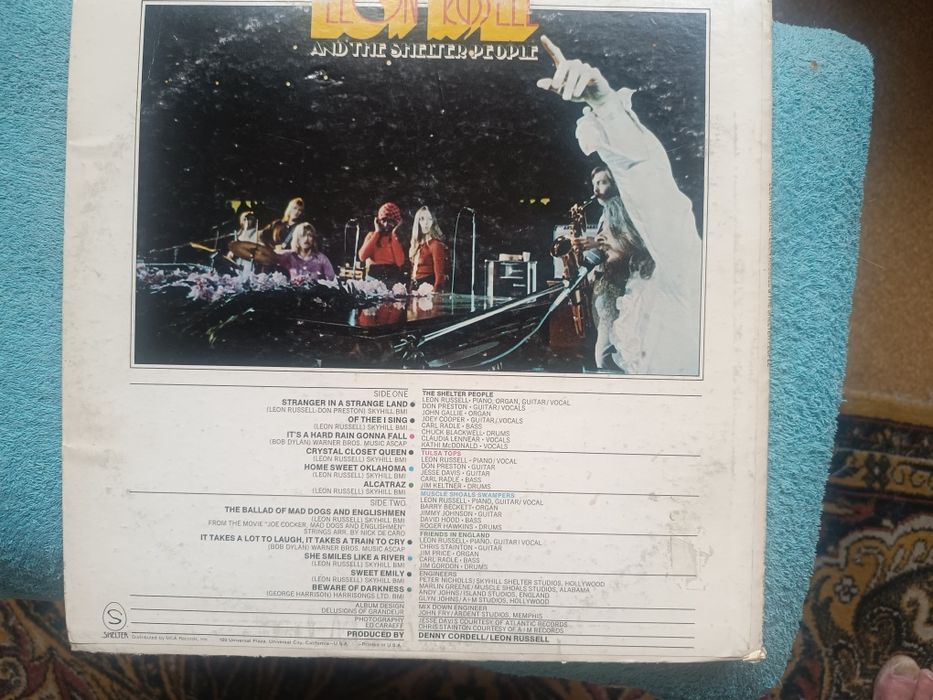 LEON RUSSELL
AND THE SHELTER PEOPLE
SIDE ONE
STRANGER IN A STRANGE LAND
(LEON RUSSELL-DON PRESTON) SKYHILL BMI
OF THEE I SING
(LEON RUSSELL) SKYHILL BMI
IT'S A HARD RAIN GONNA FALL
(BOB DYLAN) WARNER BROS. MUSIC ASCAP
CRYSTAL CLOSET QUEEN
(LEON RUSSELL) SKYHILL BMI
HOME SWEET OKLAHOMA
(LEON RUSSELL) SKYHILL BMI
ALCATRAZ
(LEON RUSSELL) SKYHILL BMI
SIDE TWO
THE BALLAD OF MAD DOGS AND ENGLISHMEN
(LEON RUSSELL) SKYHILL BMI
FROM THE MOVIE "JOE COCKER, MAD DOGS AND ENGLISHMEN"
STRINGS ARR. BY NICK DE CARO
IT TAKES A LOT TO LAUGH, IT TAKES A TRAIN TO CRY
(BOB DYLAN) WARNER BROS. MUSIC ASCAP
SHE SMILES LIKE A RIVER
(LEON RUSSELL) SKYHILL BMI
SWEET EMILY
(LEON RUSSELL) SKYHILL BMI
BEWARE OF DARKNESS
(GEORGE HARRISON) HARRISONGS LTD. BMI
ALBUM DESIGN
DELUSIONS OF GRANDEUR
PHOTOGRAPHY
ED CARAEFF
PRODUCED BY
THE SHELTER PEOPLE
LEON RUSSELL • PIANO, ORGAN, GUITAR/VOCAL
DON PRESTON • GUITAR/VOCALS
JOHN GALLIE • ORGAN
JOEY COOPER • GUITAR/VOCALS
CARL RADLE • BASS
CHUCK BLACKWELL • DRUMS
CLAUDIA LENNEAR • VOCALS
KATHI McDONALD • VOCALS
TULSA TOPS
LEON RUSSELL • PIANO/VOCAL
DON PRESTON • GUITAR
JESSE DAVIS • GUITAR
CARL RADLE • BASS
JIM KELTNER • DRUMS
MUSCLE SHOALS SWAMPERS
LEON RUSSELL • PIANO, GUITAR/VOCAL
BARRY BECKETT • ORGAN
JIMMY JOHNSON • GUITAR
DAVID HOOD • BASS
ROGER HAWKINS • DRUMS
FRIENDS IN ENGLAND
LEON RUSSELL • PIANO, GUITAR/VOCAL
CHRIS STAINTON • GUITAR
JIM PRICE • ORGAN
CARL RADLE • BASS
JIM GORDON • DRUMS
ENGINEERS
PETER NICHOLLS/SKYHILL SHELTER STUDIOS, HOLLYWOOD
MARLIN GREENE/MUSCLE SHOALS STUDIOS, ALABAMA
ANDY JOHNS/ISLAND STUDIOS, ENGLAND
GLYN JOHNS/A+M STUDIOS, HOLLYWOOD
MIX DOWN ENGINEER
JOHN FRY/ARDENT STUDIOS, MEMPHIS
JESSE DAVIS COURTESY OF ATLANTIC RECORDS
CHRIS STAINTON COURTESY OF A+M RECORDS
DENNY CORDELL/LEON RUSSELL
S
SHELTER
Distributed by MCA Records, Inc. 100 Universal Plaza, Universal City, California—U.S.A. —Printed in U.S.A.